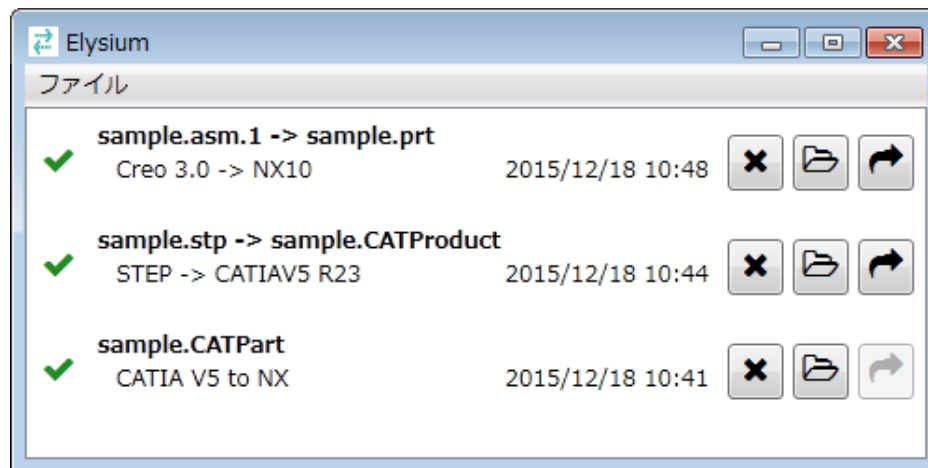 Elysium
ファイル
sample.asm.1 -> sample.prt
Creo 3.0 -> NX10 2015/12/18 10:48
sample.stp -> sample.CATProduct
STEP -> CATIAV5 R23 2015/12/18 10:44
sample.CATPart
CATIA V5 to NX 2015/12/18 10:41